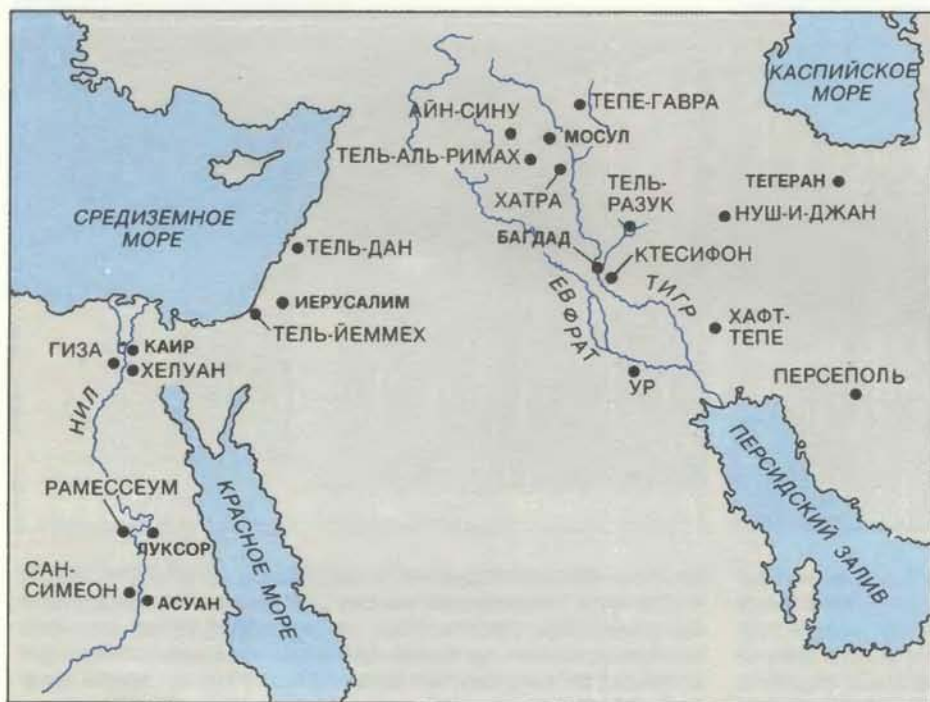 КАСПИЙСКОЕ
МОРЕ
ТЕПЕ-ГАВРА
АЙН-СИНУ
МОСУЛ
ТЕЛЬ-АЛЬ-РИМАХ
ХАТРА
ТЕЛЬ-
РАЗУК
ТЕГЕРАН
НУШ-И-ДЖАН
СРЕДИЗЕМНОЕ
МОРЕ
ТЕЛЬ-ДАН
БАГДАД
КТЕСИФОН
ИЕРУСАЛИМ
ТЕЛЬ-ЙЕММЕХ
ЕВФРАТ
ТИГР
ХАФТ-
ТЕПЕ
ГИЗА
КАИР
ХЕЛУАН
УР
ПЕРСЕПОЛЬ
НИЛ
РАМЕССЕУМ
ЛУКСОР
КРАСНОЕ МОРЕ
ПЕРСИДСКИЙ ЗАЛИВ
САН-
СИМЕОН
АСУАН